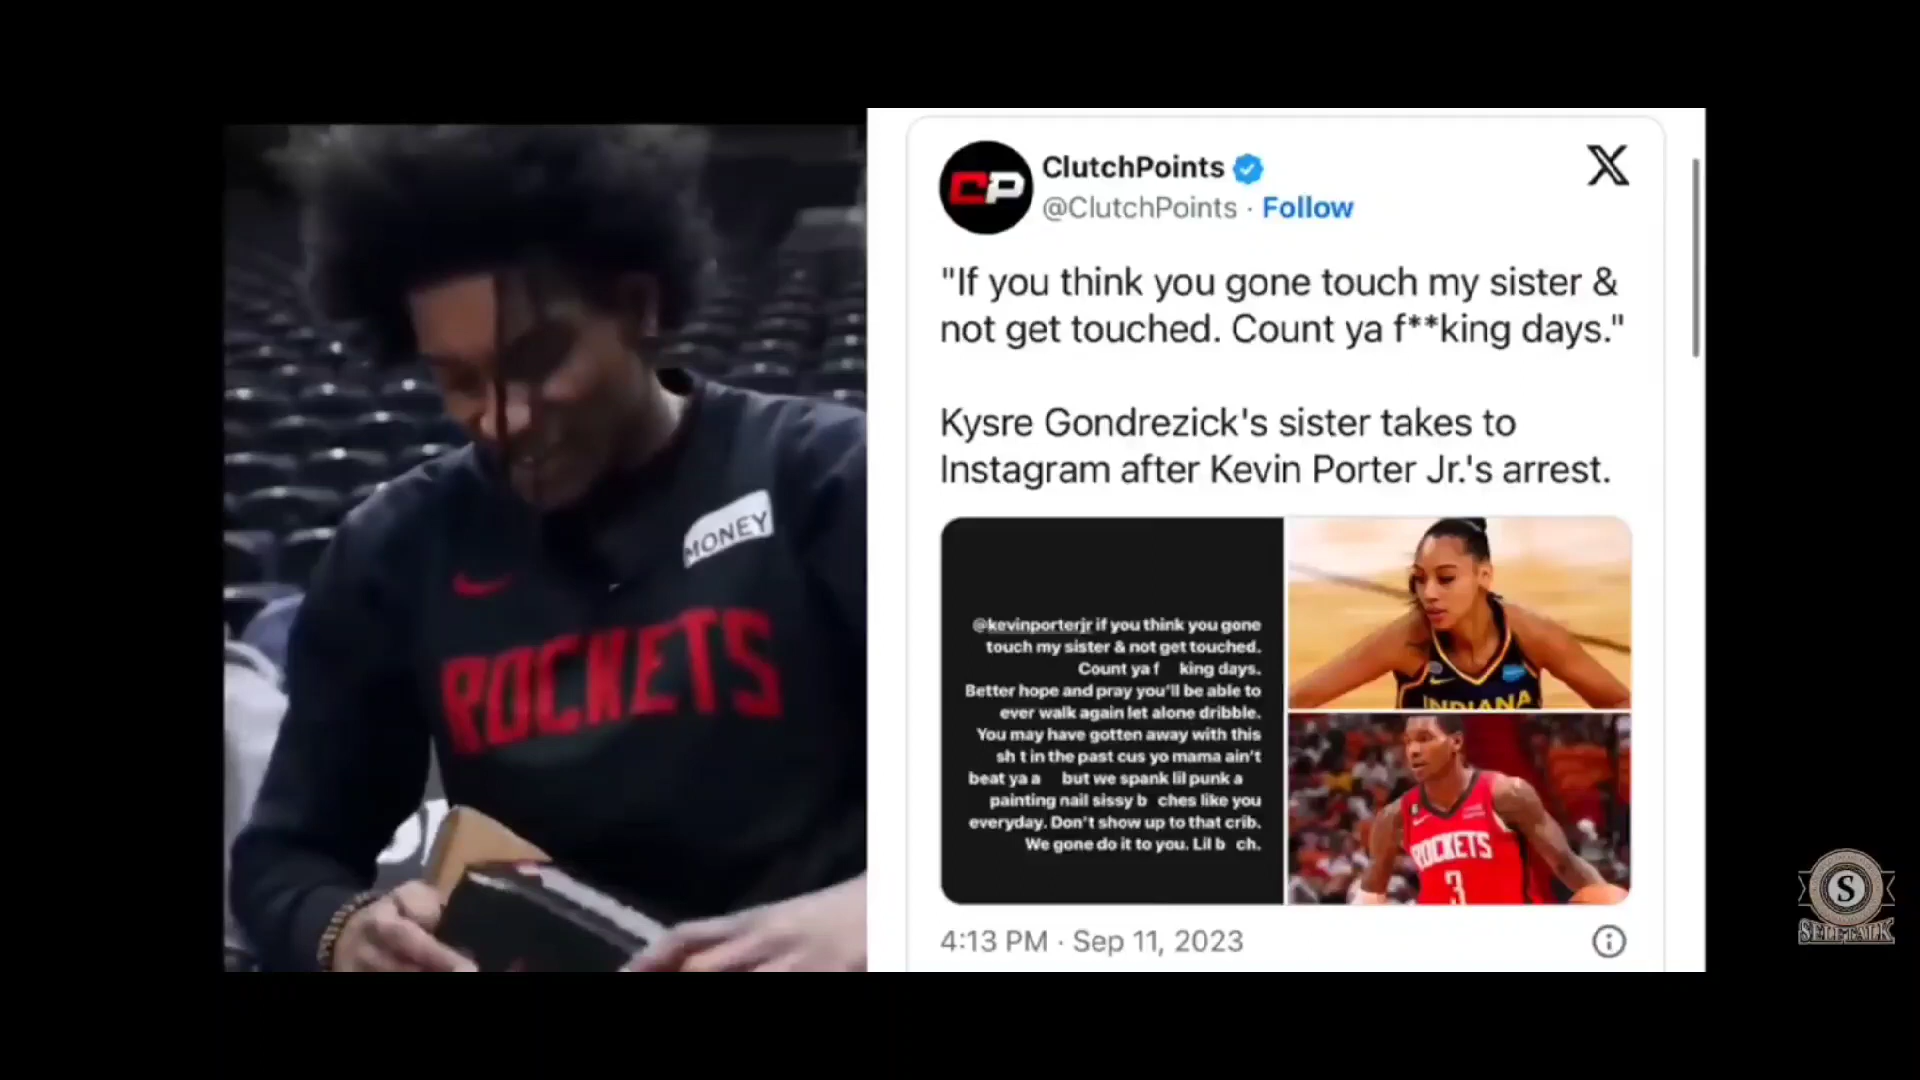 MONEY
ROCKETS
CP
ClutchPoints
@ClutchPoints · Follow
X
"If you think you gone touch my sister &
not get touched. Count ya f**king days."
Kysre Gondrezick's sister takes to
Instagram after Kevin Porter Jr.'s arrest.
@kevinporterjr if you think you gone
touch my sister & not get touched.
Count ya f king days.
Better hope and pray you'll be able to
ever walk again let alone dribble.
You may have gotten away with this
sh t in the past cus yo mama ain't
beat ya a but we spank lil punk a
painting nail sissy b ches like you
everyday. Don't show up to that crib.
We gone do it to you. Lil b ch.
INDIANA
ROCKETS
3
4:13 PM · Sep 11, 2023
S
SELFTALK